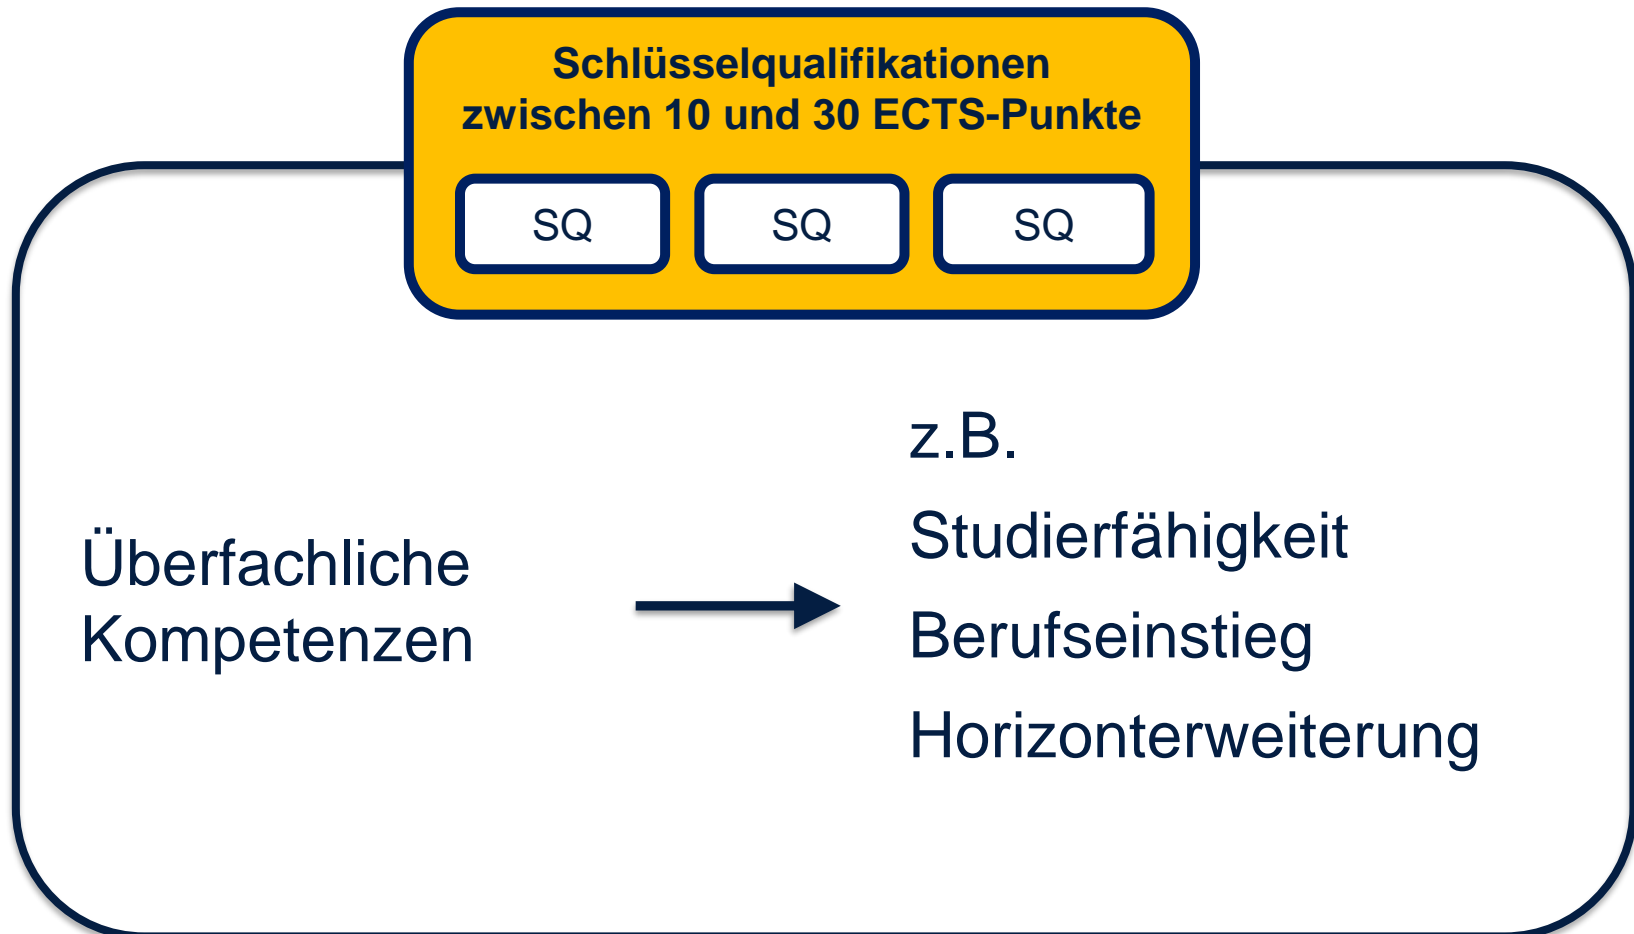 Schlüsselqualifikationen
zwischen 10 und 30 ECTS-Punkte
SQ
SQ
SQ
Überfachliche
Kompetenzen
z.B.
Studierfähigkeit
Berufseinstieg
Horizonterweiterung